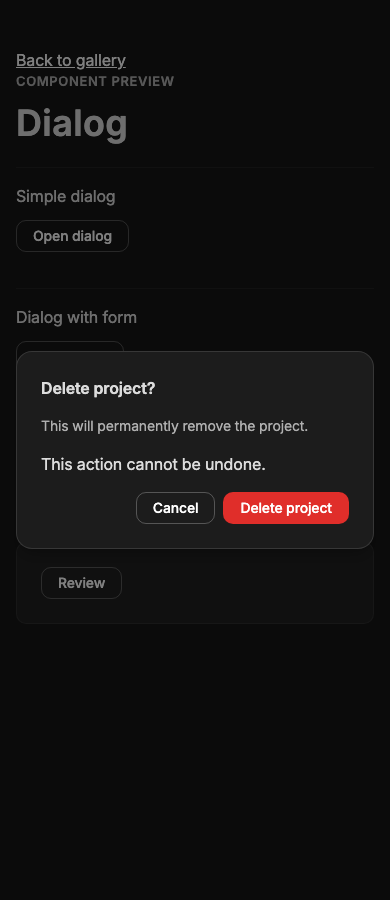 Back to gallery
COMPONENT PREVIEW
Dialog
Simple dialog
Open dialog
Dialog with form
Delete project?
This will permanently remove the project.
This action cannot be undone.
Cancel
Delete project
Review